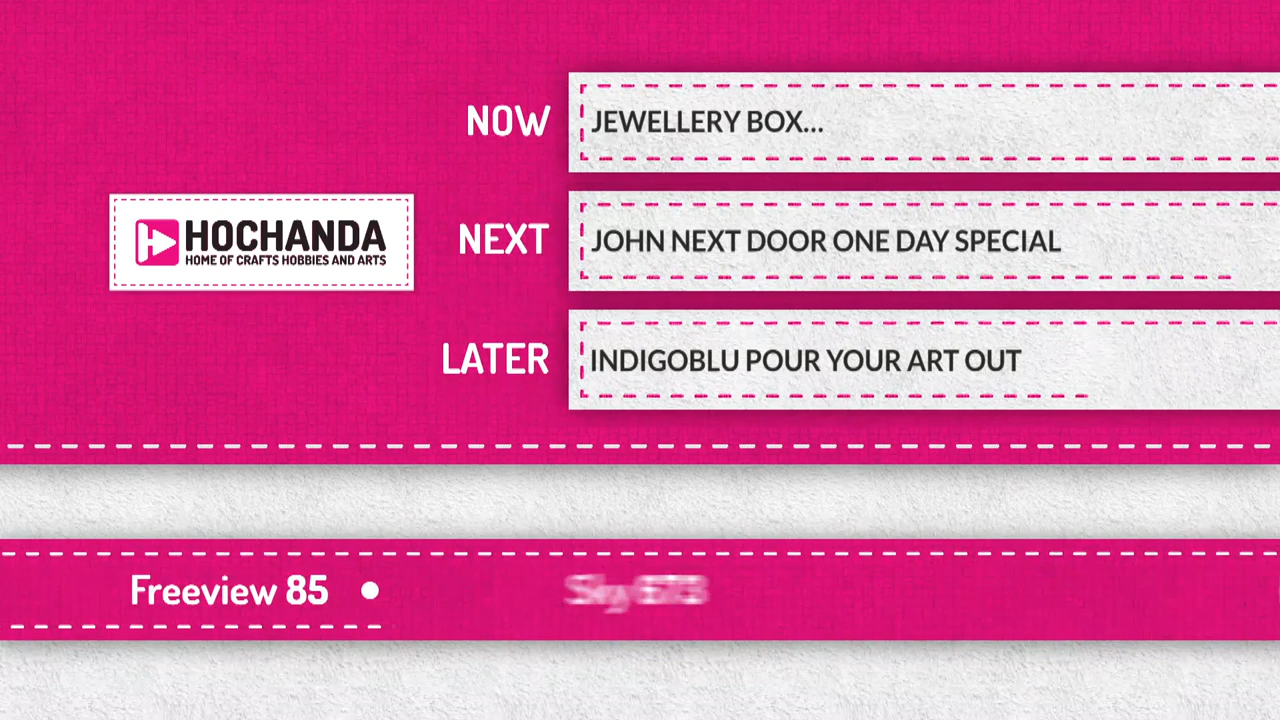 NOW JEWELLERY BOX...
HOCHANDA
HOME OF CRAFTS HOBBIES AND ARTS
NEXT JOHN NEXT DOOR ONE DAY SPECIAL
LATER INDIGOBLU POUR YOUR ART OUT
Freeview 85 • Sky